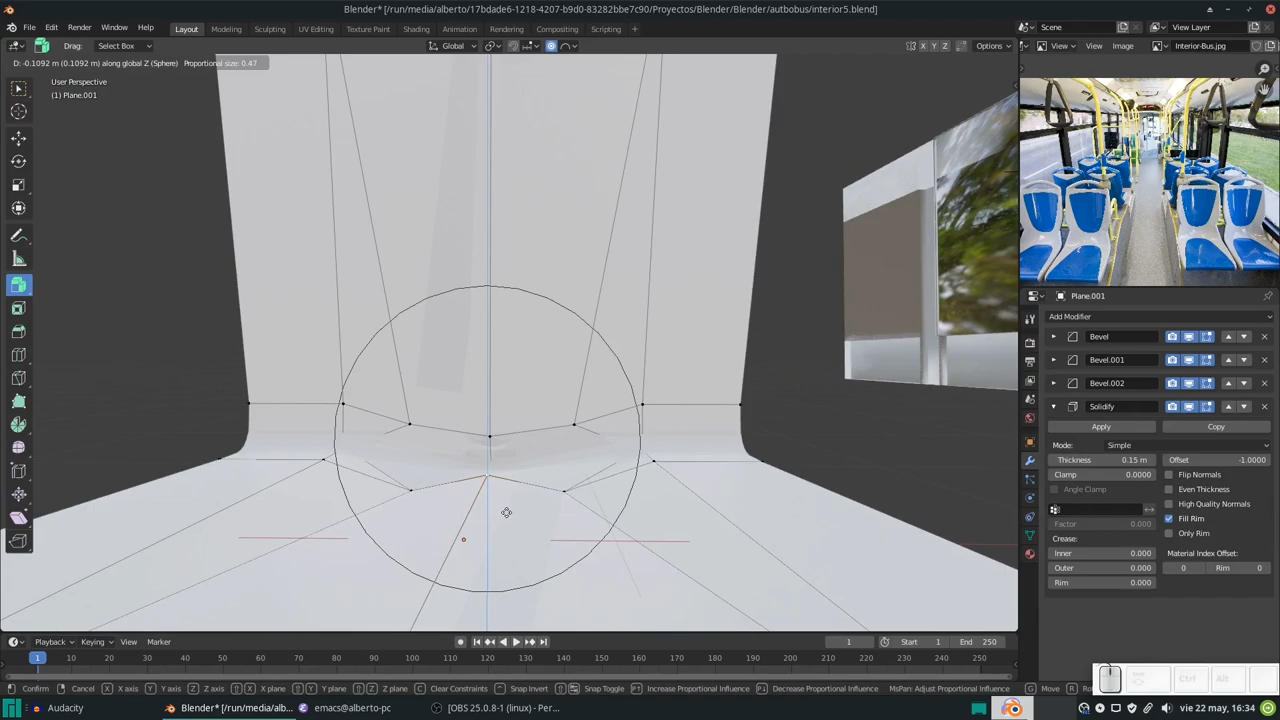 Blender* [/run/media/alberto/17bdade6-1218-4207-b9d0-83282bbe7c90/Proyectos/Blender/Blender/autbobus/interior5.blend]
File Edit Render Window Help Layout Modeling Sculpting UV Editing Texture Paint Shading Animation Rendering Compositing Scripting Scene View Layer
Drag: Select Box Global X Y Z Options View View Image Interior-Bus.jpg
D: -0.1092 m (0.1092 m) along global Z (Sphere) Proportional size: 0.47
User Perspective
(1) Plane.001
Plane.001
Add Modifier
Bevel
Bevel.001
Bevel.002
Solidify
Apply Copy
Mode: Simple
Thickness 0.15 m Offset -1.0000
Clamp 0.0000 Flip Normals
Angle Clamp Even Thickness
High Quality Normals
Factor 0.000 Fill Rim
Crease: Only Rim
Inner 0.000 Material Index Offset:
Outer 0.000 0 Rim 0
Rim 0.000
Playback Keying View Marker 1 Start 1 End 250
1 10 20 30 40 50 60 70 80 90 100 110 120 130 140 150 160 170 180 190 200 210 220 230 240 250
Confirm Cancel X X axis Y Y axis Z Z axis X X plane Y Y plane Z Z plane C Clear Constraints Snap Invert Snap Toggle Increase Proportional Influence Decrease Proportional Influence MsPan: Adjust Proportional Influence G Move R
Ctrl Alt
Audacity Blender* [/run/media/alb... emacs@alberto-pc [OBS 25.0.8-1 (linux) - Per... vie 22 may, 16:34